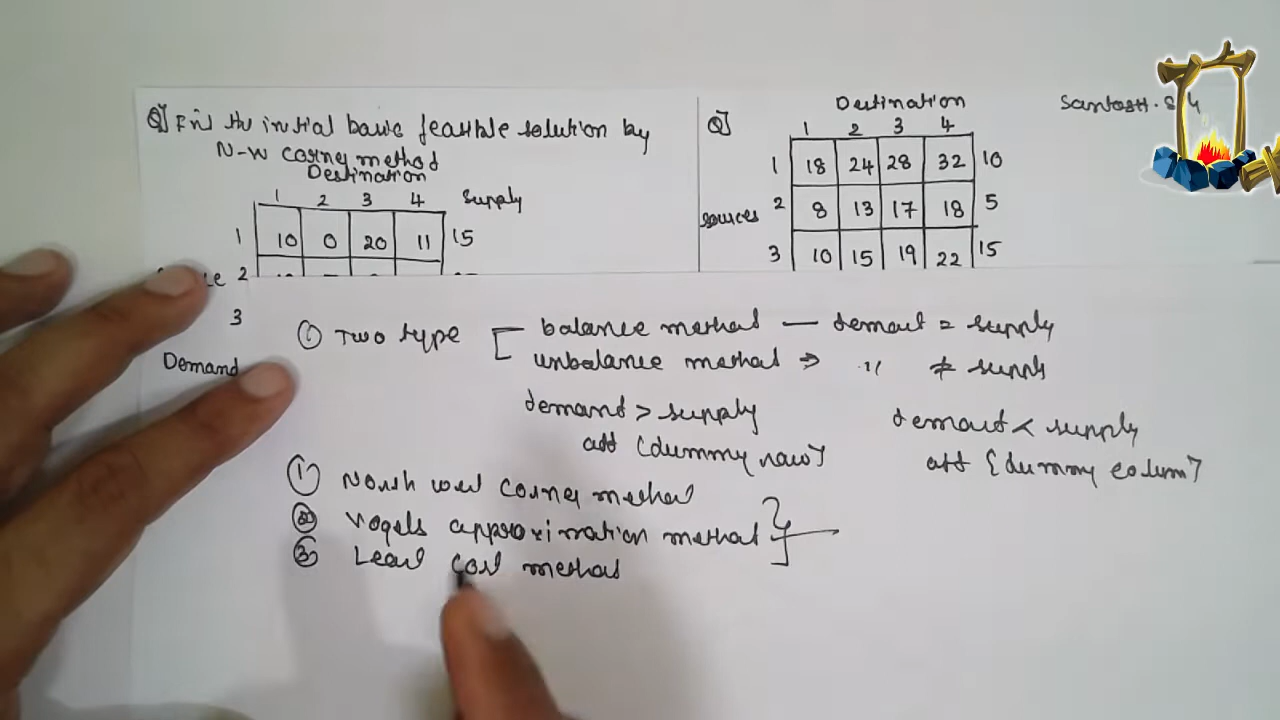 Q] Find the initial basic feasible solution by
N-W corner method
Destination
1 2 3 4 Supply
1 10 0 20 11 15
2
3
Demand
Q] Destination
1 2 3 4
1 18 24 28 32 10
sources 2 8 13 17 18 5
3 10 15 19 22 15
Santosh.
① Two type balance method — demand = supply
unbalance method ⇒ ,, ≠ supply
demand > supply
add {dummy row}
demand < supply
add {dummy column}
① North west corner method
② Vogels approximation method
③ Least cost method